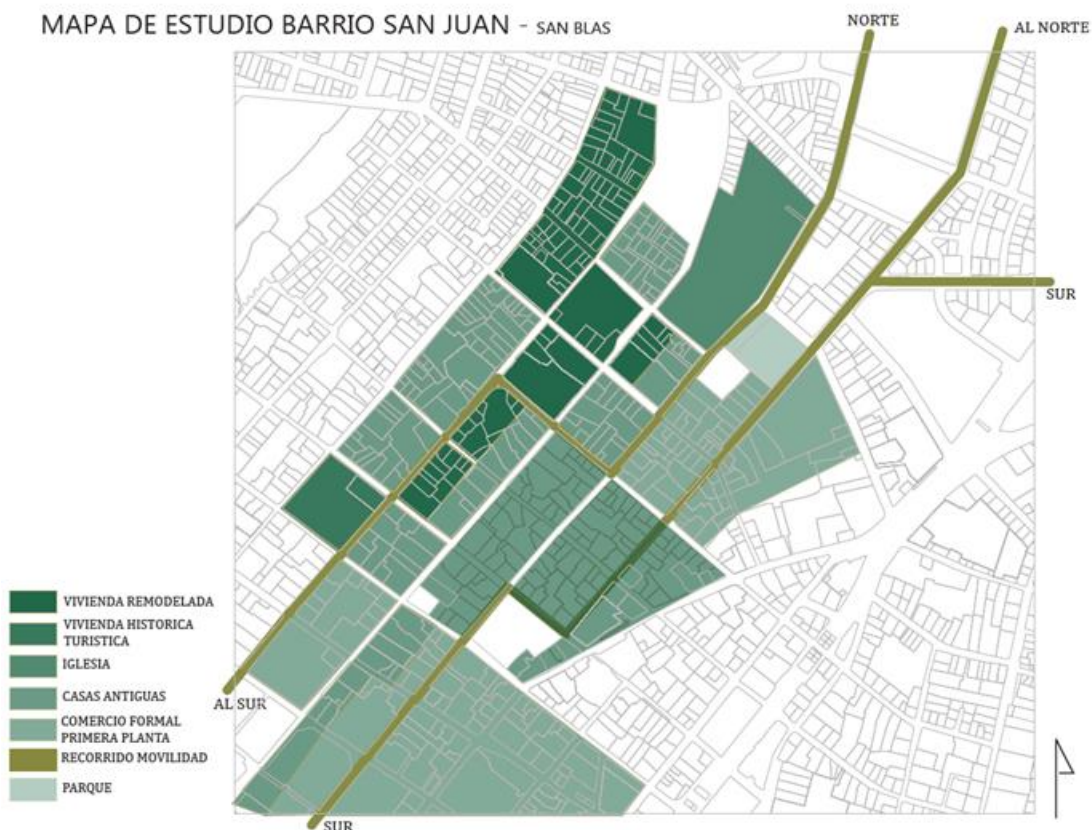 MAPA DE ESTUDIO BARRIO SAN JUAN - SAN BLAS
NORTE
AL NORTE
SUR
VIVIENDA REMODELADA
VIVIENDA HISTORICA
TURISTICA
IGLESIA
CASAS ANTIGUAS
COMERCIO FORMAL
PRIMERA PLANTA
RECORRIDO MOVILIDAD
PARQUE
AL SUR
SUR